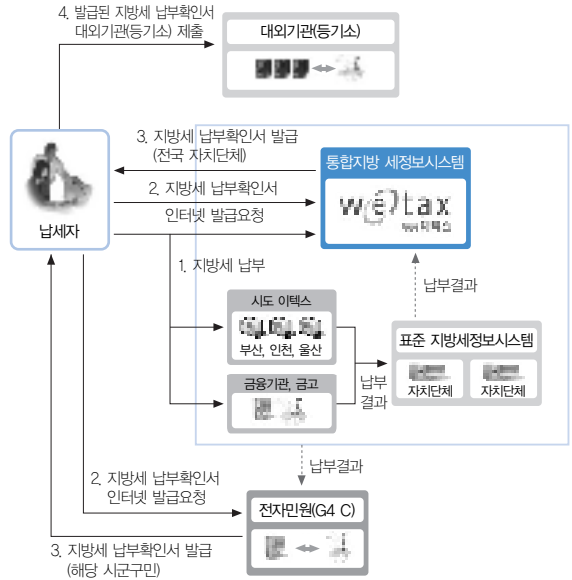 4. 발급된 지방세 납부확인서
대외기관(등기소) 제출
대외기관(등기소)
3. 지방세 납부확인서 발급
(전국 자치단체)
통합지방 세정보시스템
2. 지방세 납부확인서
인터넷 발급요청
wetax
납세자
1. 지방세 납부
납부결과
시도 이텍스
부산, 인천, 울산
표준 지방세정보시스템
자치단체
자치단체
금융기관, 금고
납부
결과
납부결과
2. 지방세 납부확인서
인터넷 발급요청
전자민원(G4 C)
3. 지방세 납부확인서 발급
(해당 시군구민)